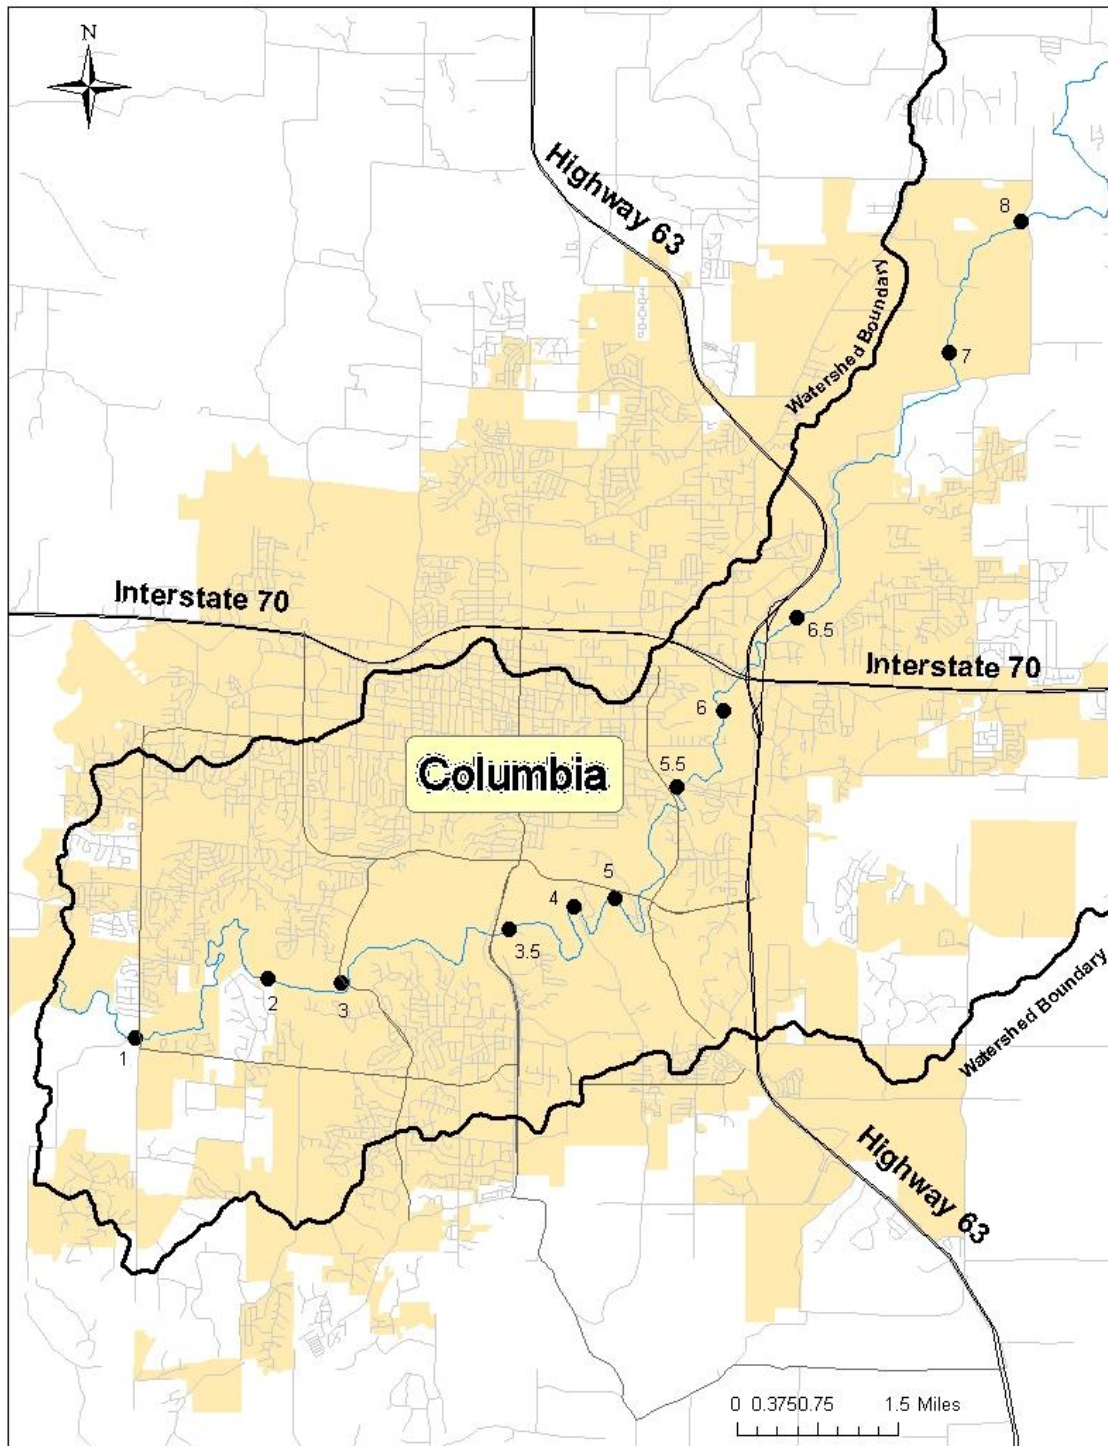 N
Highway 63
8
Watershed Boundary
7
Interstate 70
6.5
Interstate 70
6
Columbia
5.5
5
4
3.5
2
3
1
Watershed Boundary
Highway 63
0 0.3750.75 1.5 Miles